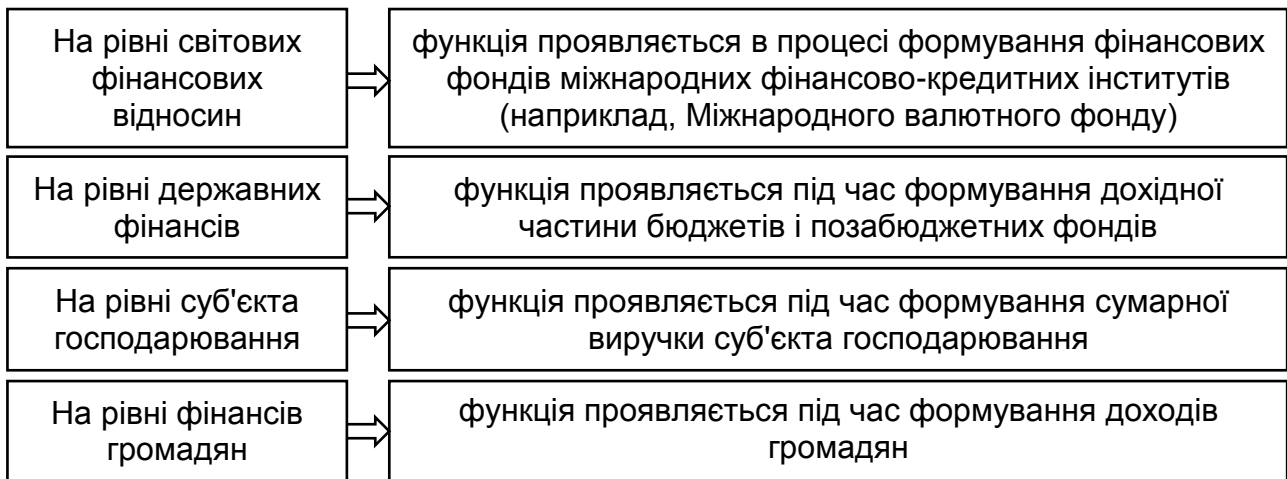 На рівні світових
фінансових
відносин
функція проявляється в процесі формування фінансових
фондів міжнародних фінансово-кредитних інститутів
(наприклад, Міжнародного валютного фонду)
На рівні державних
фінансів
функція проявляється під час формування дохідної
частини бюджетів і позабюджетних фондів
На рівні суб'єкта
господарювання
функція проявляється під час формування сумарної
виручки суб'єкта господарювання
На рівні фінансів
громадян
функція проявляється під час формування доходів
громадян